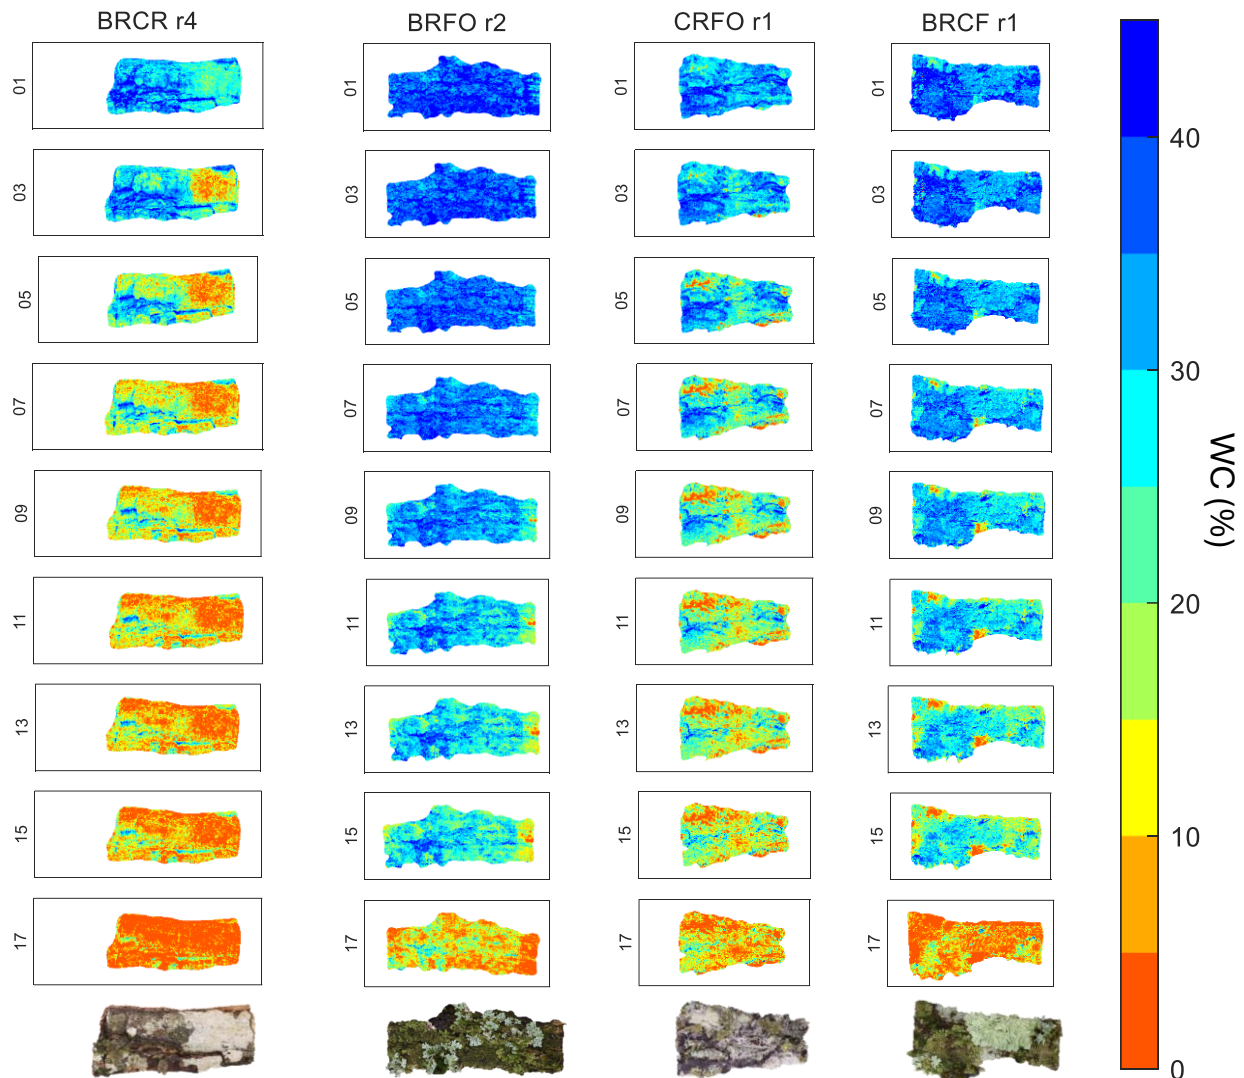 BRCR r4 BRFO r2 CRFO r1 BRCF r1
01 01 01 01
03 03 03 03
05 05 05 05
07 07 07 07
09 09 09 09
11 11 11 11
13 13 13 13
15 15 15 15
17 17 17 17
40
30
20
10
0
WC (%)